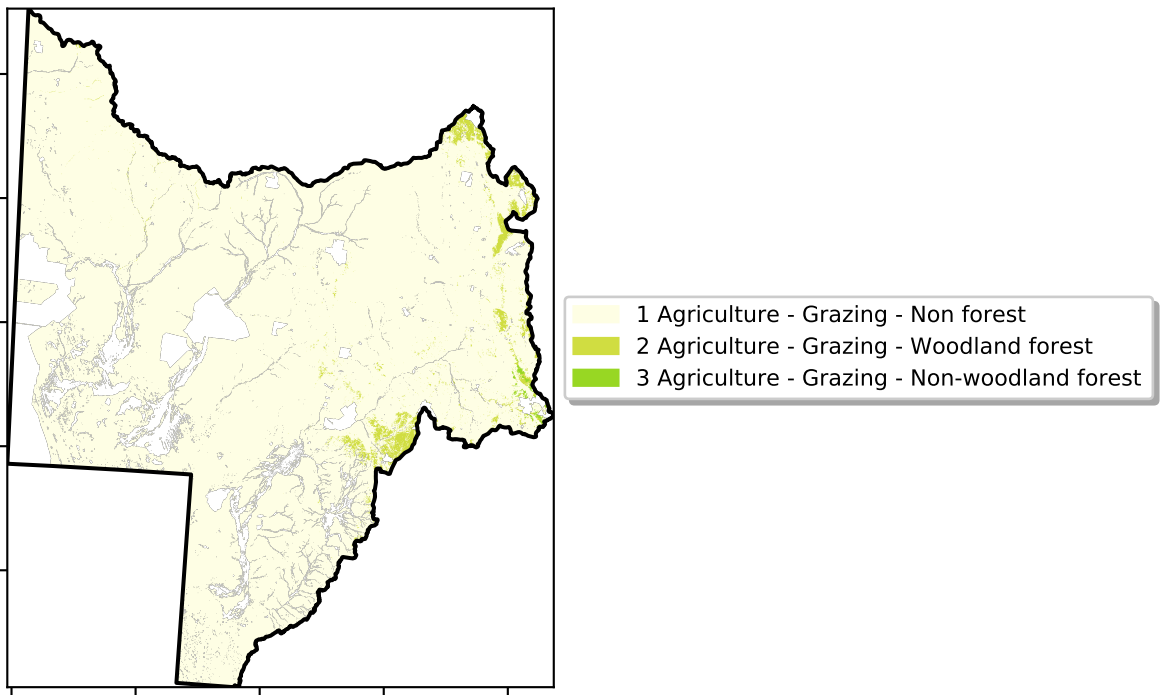 1 Agriculture - Grazing - Non forest
2 Agriculture - Grazing - Woodland forest
3 Agriculture - Grazing - Non-woodland forest